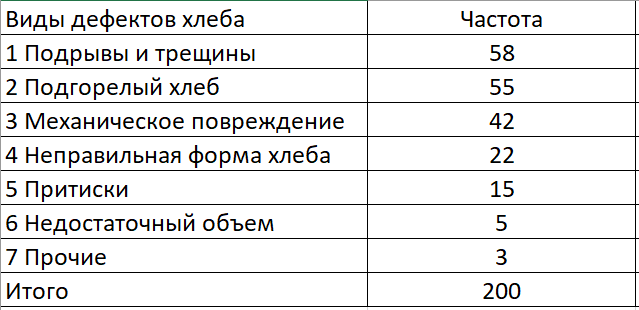 Виды дефектов хлеба Частота
1 Подрывы и трещины 58
2 Подгорелый хлеб 55
3 Механическое повреждение 42
4 Неправильная форма хлеба 22
5 Притиски 15
6 Недостаточный объем 5
7 Прочие 3
Итого 200